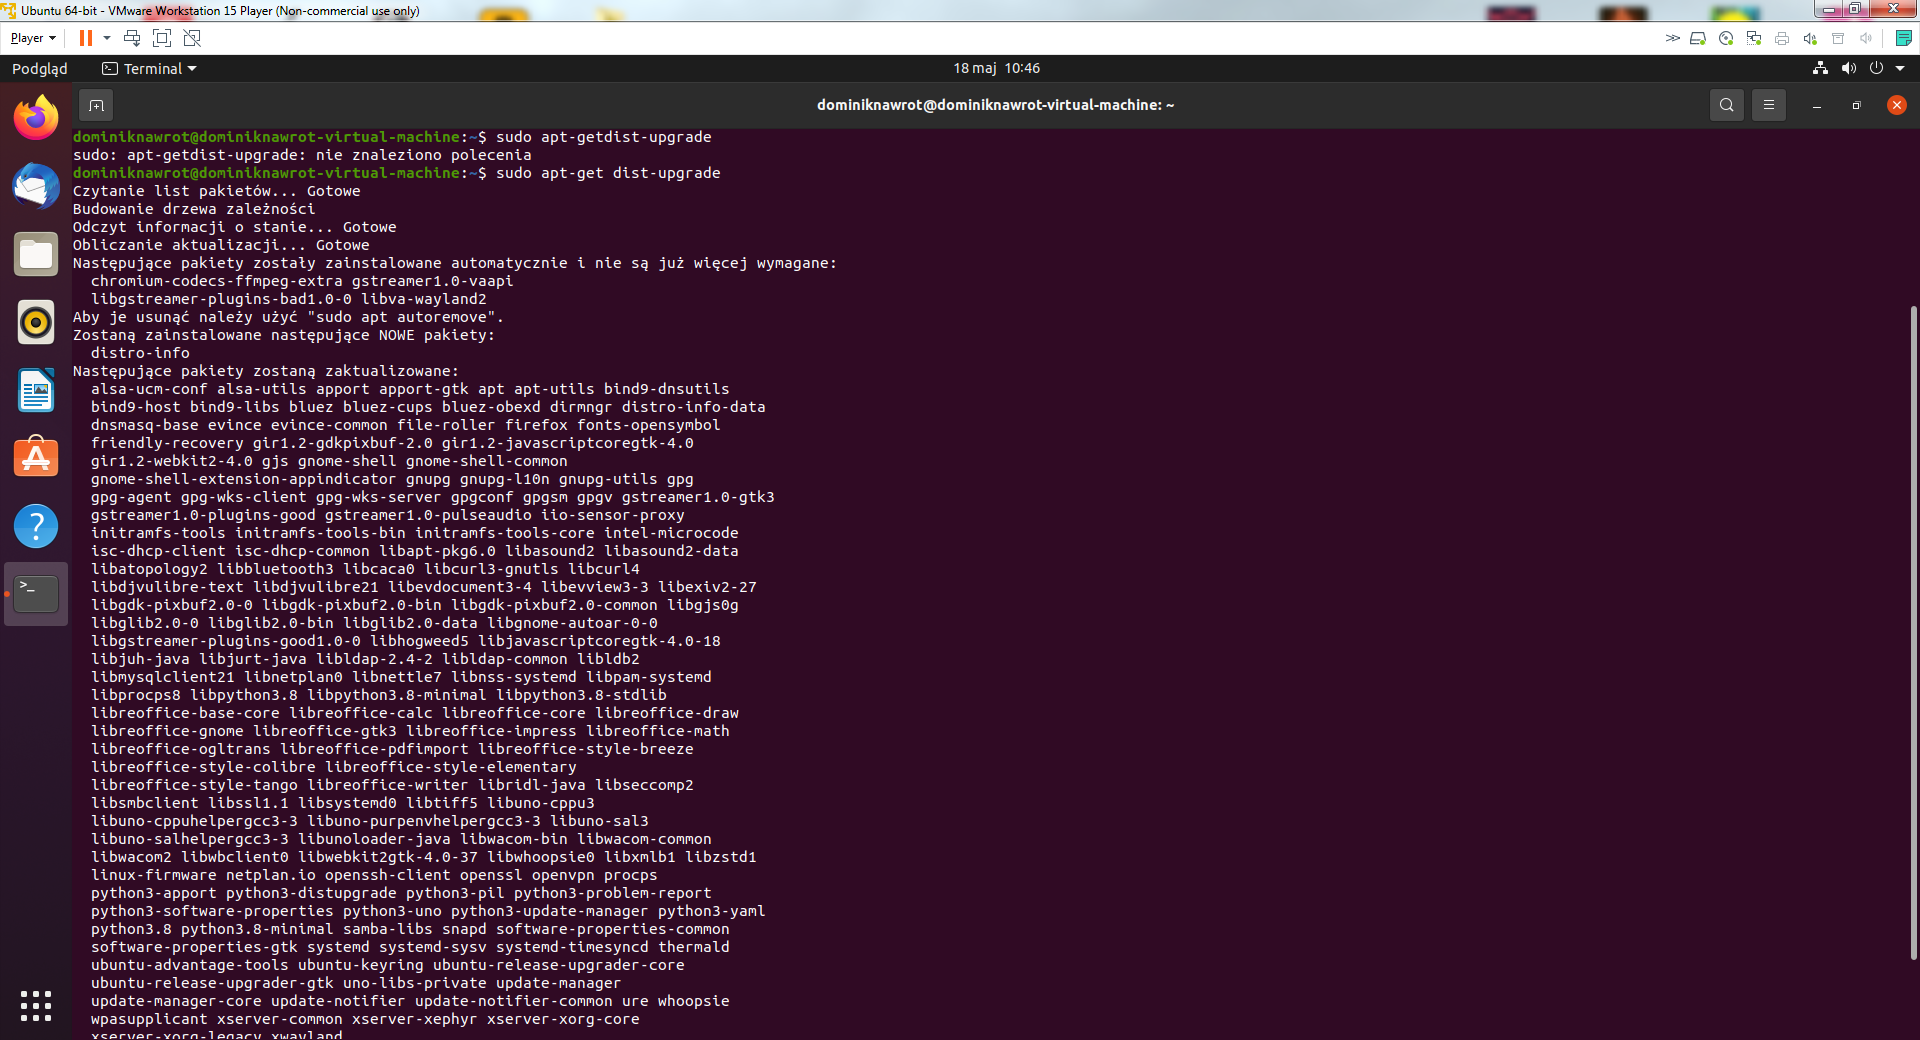 Ubuntu 64-bit - VMware Workstation 15 Player (Non-commercial use only)
Player
Podgląd
Terminal
18 maj 10:46
dominiknawrot@dominiknawrot-virtual-machine: ~
dominiknawrot@dominiknawrot-virtual-machine:~$ sudo apt-getdist-upgrade
sudo: apt-getdist-upgrade: nie znaleziono polecenia
dominiknawrot@dominiknawrot-virtual-machine:~$ sudo apt-get dist-upgrade
Czytanie list pakietów... Gotowe
Budowanie drzewa zależności
Odczyt informacji o stanie... Gotowe
Obliczanie aktualizacji... Gotowe
Następujące pakiety zostały zainstalowane automatycznie i nie są już więcej wymagane:
chromium-codecs-ffmpeg-extra gstreamer1.0-vaapi
libgstreamer-plugins-bad1.0-0 libva-wayland2
Aby je usunąć należy użyć "sudo apt autoremove".
Zostaną zainstalowane następujące NOWE pakiety:
distro-info
Następujące pakiety zostaną zaktualizowane:
alsa-ucm-conf alsa-utils apport apport-gtk apt apt-utils bind9-dnsutils
bind9-host bind9-libs bluez bluez-cups bluez-obexd dirmngr distro-info-data
dnsmasq-base evince evince-common file-roller firefox fonts-opensymbol
friendly-recovery gir1.2-gdkpixbuf-2.0 gir1.2-javascriptcoregtk-4.0
gir1.2-webkit2-4.0 gjs gnome-shell gnome-shell-common
gnome-shell-extension-appindicator gnupg gnupg-l10n gnupg-utils gpg
gpg-agent gpg-wks-client gpg-wks-server gpgconf gpgsm gpgv gstreamer1.0-gtk3
gstreamer1.0-plugins-good gstreamer1.0-pulseaudio iio-sensor-proxy
initramfs-tools initramfs-tools-bin initramfs-tools-core intel-microcode
isc-dhcp-client isc-dhcp-common libapt-pkg6.0 libasound2 libasound2-data
libatopology2 libbluetooth3 libcaca0 libcurl3-gnutls libcurl4
libdjvulibre-text libdjvulibre21 libevdocument3-4 libevview3-3 libexiv2-27
libgdk-pixbuf2.0-0 libgdk-pixbuf2.0-bin libgdk-pixbuf2.0-common libgjs0g
libglib2.0-0 libglib2.0-bin libglib2.0-data libgnome-autoar-0-0
libgstreamer-plugins-good1.0-0 libhogweed5 libjavascriptcoregtk-4.0-18
libjuh-java libjurt-java libldap-2.4-2 libldap-common libldb2
libmysqlclient21 libnetplan0 libnettle7 libnss-systemd libpam-systemd
libprocps8 libpython3.8 libpython3.8-minimal libpython3.8-stdlib
libreoffice-base-core libreoffice-calc libreoffice-core libreoffice-draw
libreoffice-gnome libreoffice-gtk3 libreoffice-impress libreoffice-math
libreoffice-ogltrans libreoffice-pdfimport libreoffice-style-breeze
libreoffice-style-colibre libreoffice-style-elementary
libreoffice-style-tango libreoffice-writer libridl-java libseccomp2
libsmbclient libssl1.1 libsystemd0 libtiff5 libuno-cppu3
libuno-cppuhelpergcc3-3 libuno-purpenvhelpergcc3-3 libuno-sal3
libuno-salhelpergcc3-3 libunoloader-java libwacom-bin libwacom-common
libwacom2 libwbclient0 libwebkit2gtk-4.0-37 libwhoopsie0 libxmlb1 libzstd1
linux-firmware netplan.io openssh-client openssl openvpn procps
python3-apport python3-distupgrade python3-pil python3-problem-report
python3-software-properties python3-uno python3-update-manager python3-yaml
python3.8 python3.8-minimal samba-libs snapd software-properties-common
software-properties-gtk systemd systemd-sysv systemd-timesyncd thermald
ubuntu-advantage-tools ubuntu-keyring ubuntu-release-upgrader-core
ubuntu-release-upgrader-gtk uno-libs-private update-manager
update-manager-core update-notifier update-notifier-common ure whoopsie
wpasupplicant xserver-common xserver-xephyr xserver-xorg-core
xserver-xorg-legacy xwayland